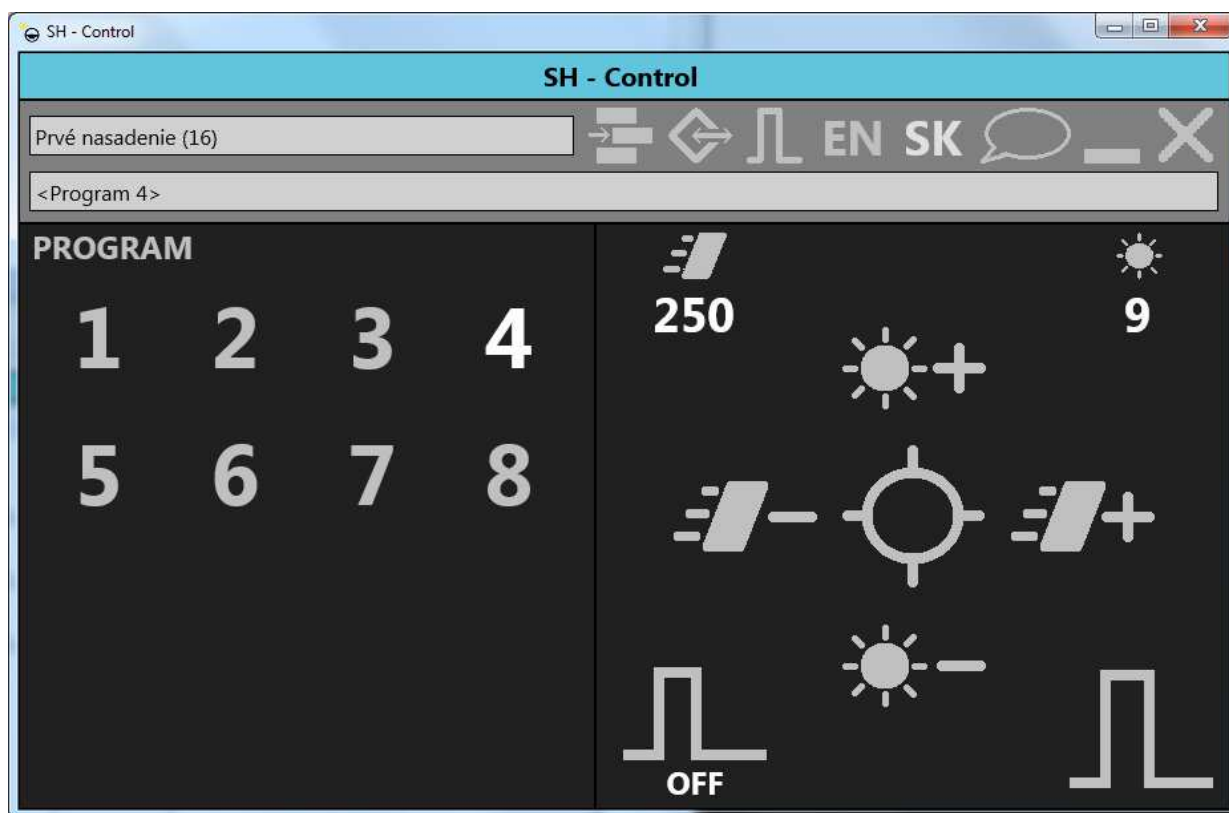 SH - Control
SH - Control
Prvé nasadenie (16)
EN SK
<Program 4>
PROGRAM
250 9
1 2 3 4
5 6 7 8
OFF